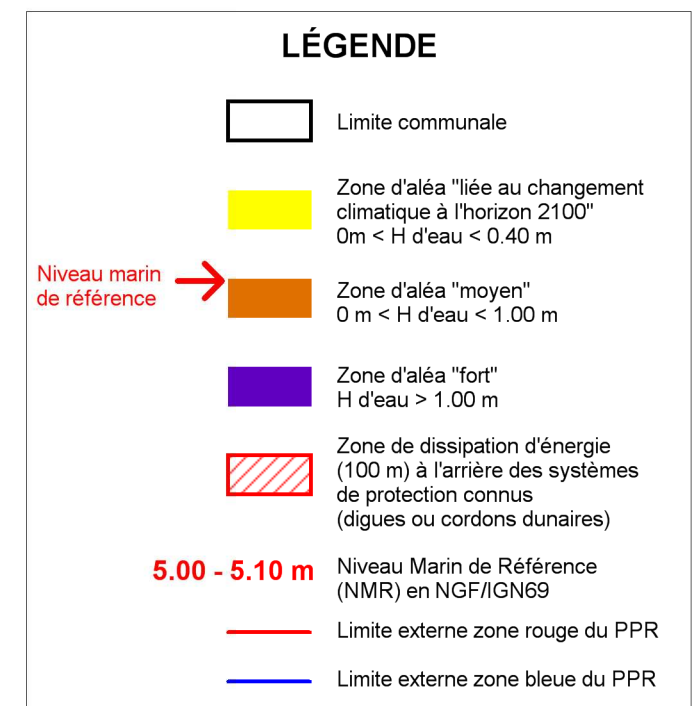 LÉGENDE
Limite communale
Zone d'aléa "liée au changement
climatique à l'horizon 2100"
0m < H d'eau < 0.40 m
Niveau marin
de référence
Zone d'aléa "moyen"
0 m < H d'eau < 1.00 m
Zone d'aléa "fort"
H d'eau > 1.00 m
Zone de dissipation d'énergie
(100 m) à l'arrière des systèmes
de protection connus
(digues ou cordons dunaires)
5.00 - 5.10 m
Niveau Marin de Référence
(NMR) en NGF/IGN69
Limite externe zone rouge du PPR
Limite externe zone bleue du PPR